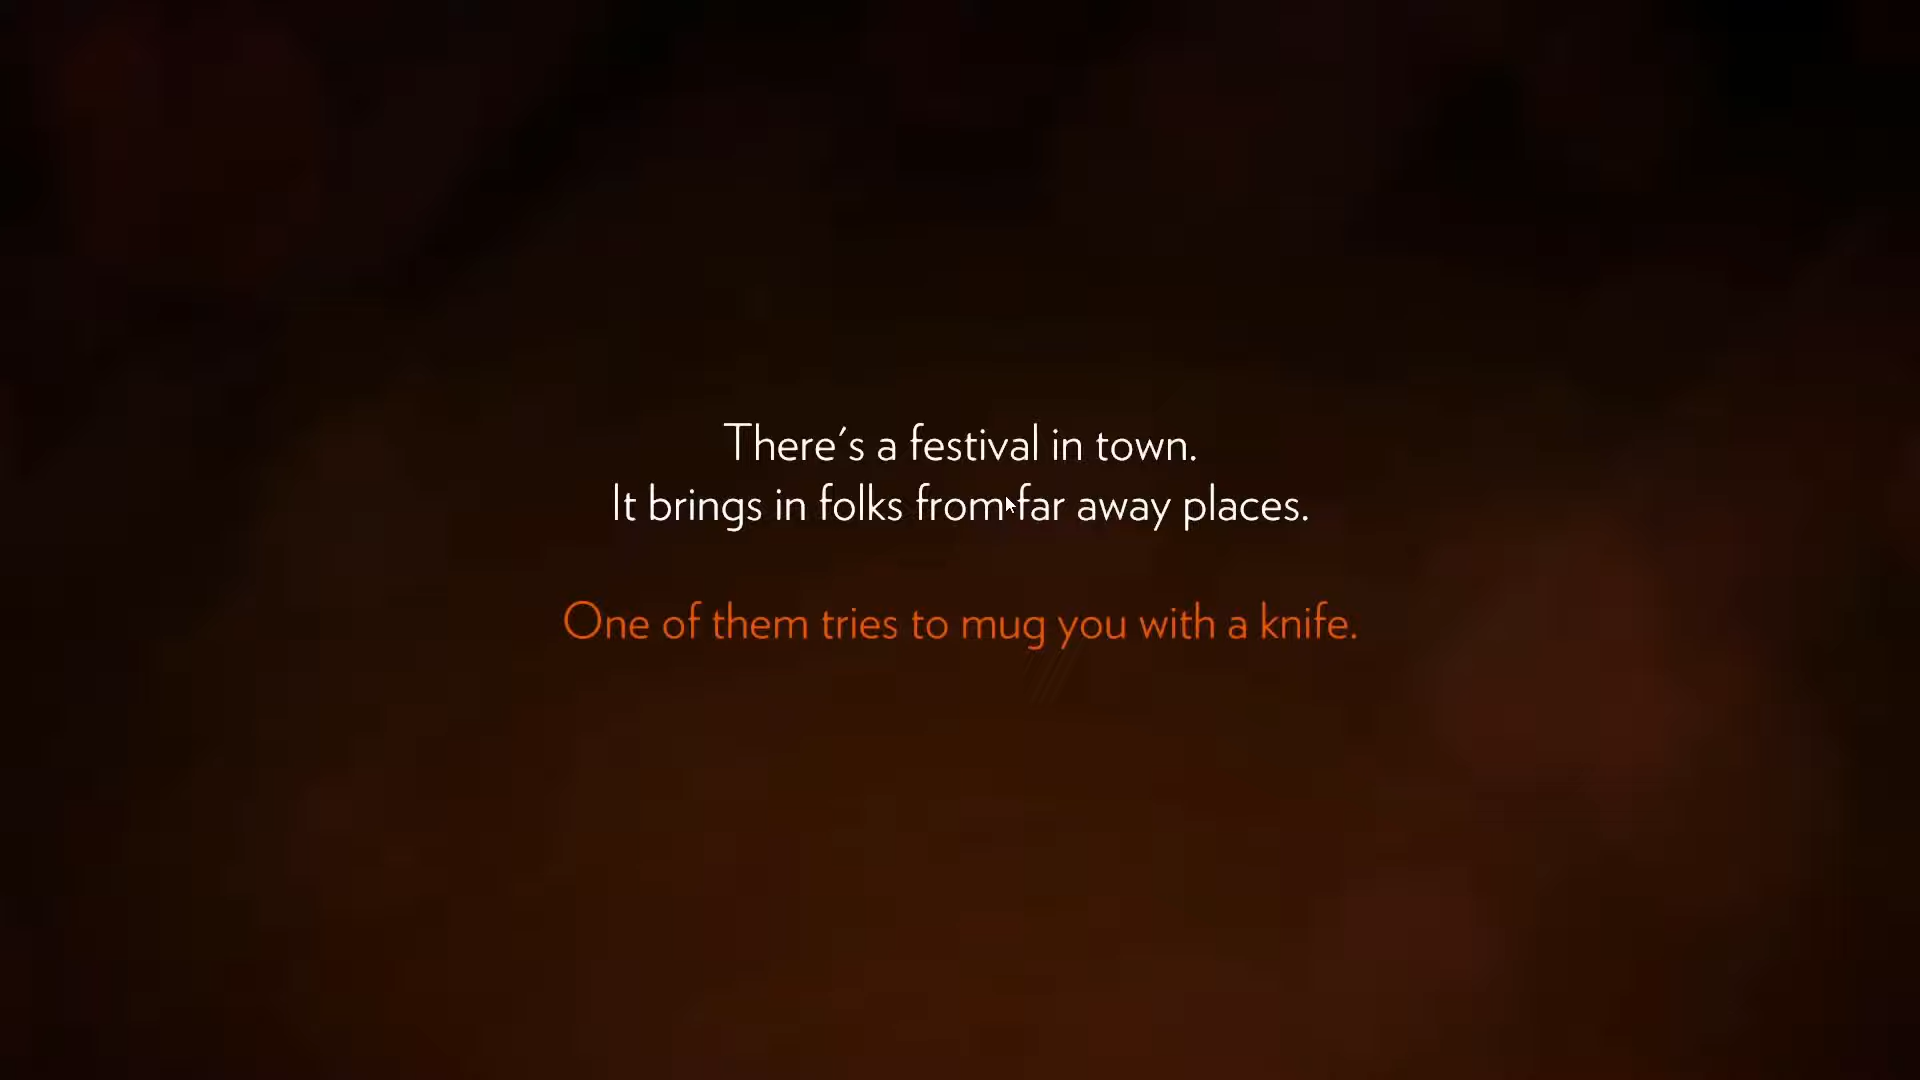 There's a festival in town.
It brings in folks from far away places.
One of them tries to mug you with a knife.